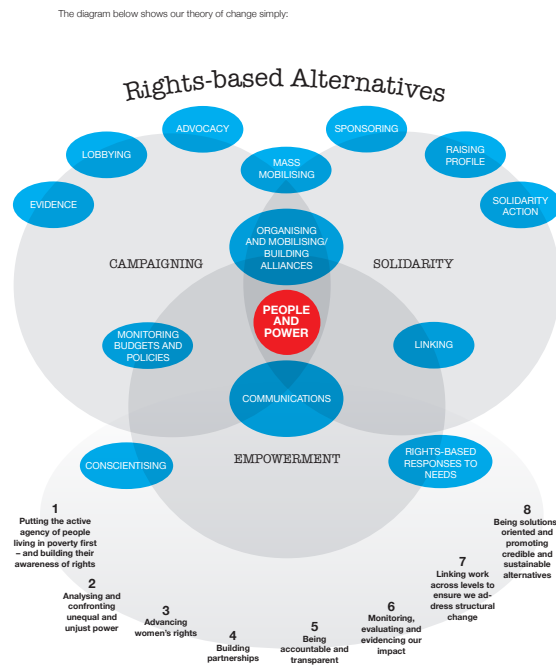 The diagram below shows our theory of change simply:
Rights-based Alternatives
ADVOCACY
SPONSORING
LOBBYING
MASS
MOBILISING
RAISING
PROFILE
EVIDENCE
SOLIDARITY
ACTION
ORGANISING
AND MOBILISING/
BUILDING
ALLIANCES
CAMPAIGNING
SOLIDARITY
PEOPLE
AND
POWER
MONITORING
BUDGETS AND
POLICIES
LINKING
COMMUNICATIONS
EMPOWERMENT
CONSCIENTISING
RIGHTS-BASED
RESPONSES TO
NEEDS
1
Putting the active
agency of people
living in poverty first
– and building their
awareness of rights
2
Analysing and
confronting
unequal and
unjust power
3
Advancing
women's rights
4
Building
partnerships
5
Being
accountable and
transparent
6
Monitoring,
evaluating and
evidencing our
impact
7
Linking work
across levels to
ensure we ad-
dress structural
change
8
Being solutions
oriented and
promoting
credible and
sustainable
alternatives